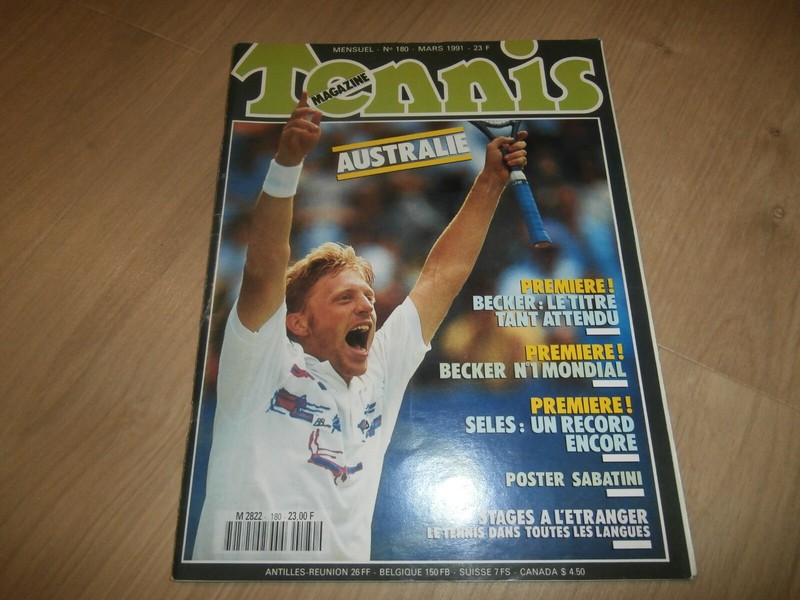 MENSUEL - N° 180 - MARS 1991 - 23 F
Tennis
MAGAZINE
AUSTRALIE
PREMIERE !
BECKER : LE TITRE
TANT ATTENDU
PREMIERE !
BECKER N°1 MONDIAL
PREMIERE !
SELES : UN RECORD
ENCORE
POSTER SABATINI
STAGES A L'ETRANGER
LE TENNIS DANS TOUTES LES LANGUES
M 2822 - 180 - 23,00 F
ANTILLES-REUNION 26 FF - BELGIQUE 150 FB - SUISSE 7 FS - CANADA $ 4.50